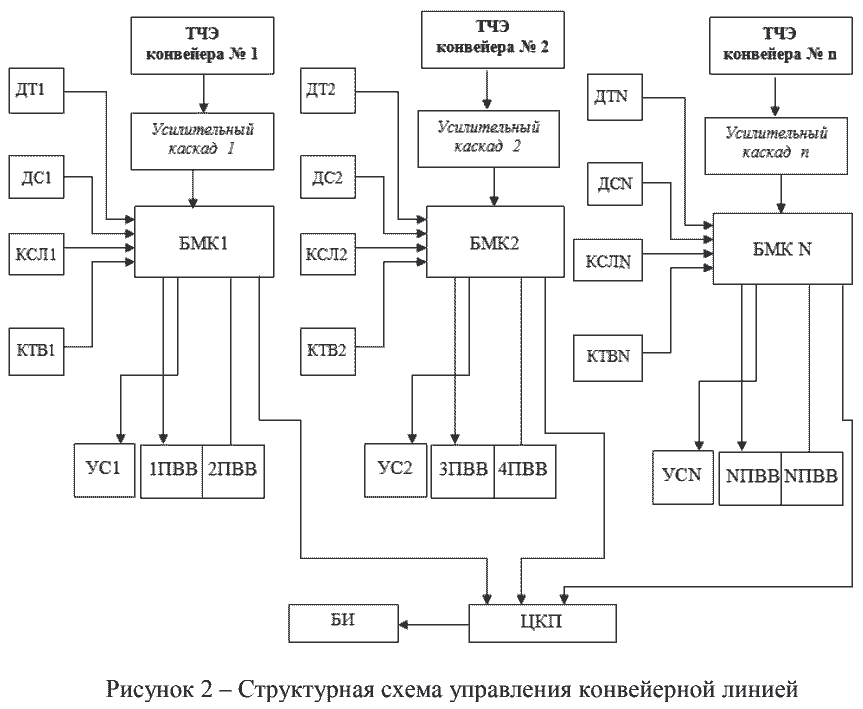 ТЧЭ
конвейера № 1
ДТ1
Усилительный
каскад 1
ДС1
БМК1
КСЛ1
КТВ1
УС1
1ПВВ
2ПВВ
ТЧЭ
конвейера № 2
ДТ2
Усилительный
каскад 2
ДС2
БМК2
КСЛ2
КТВ2
УС2
3ПВВ
4ПВВ
ТЧЭ
конвейера № n
ДТN
Усилительный
каскад n
ДСN
БМК N
КСЛN
КТВN
УСN
NПВВ
NПВВ
БИ
ЦКП
Рисунок 2 – Структурная схема управления конвейерной линией